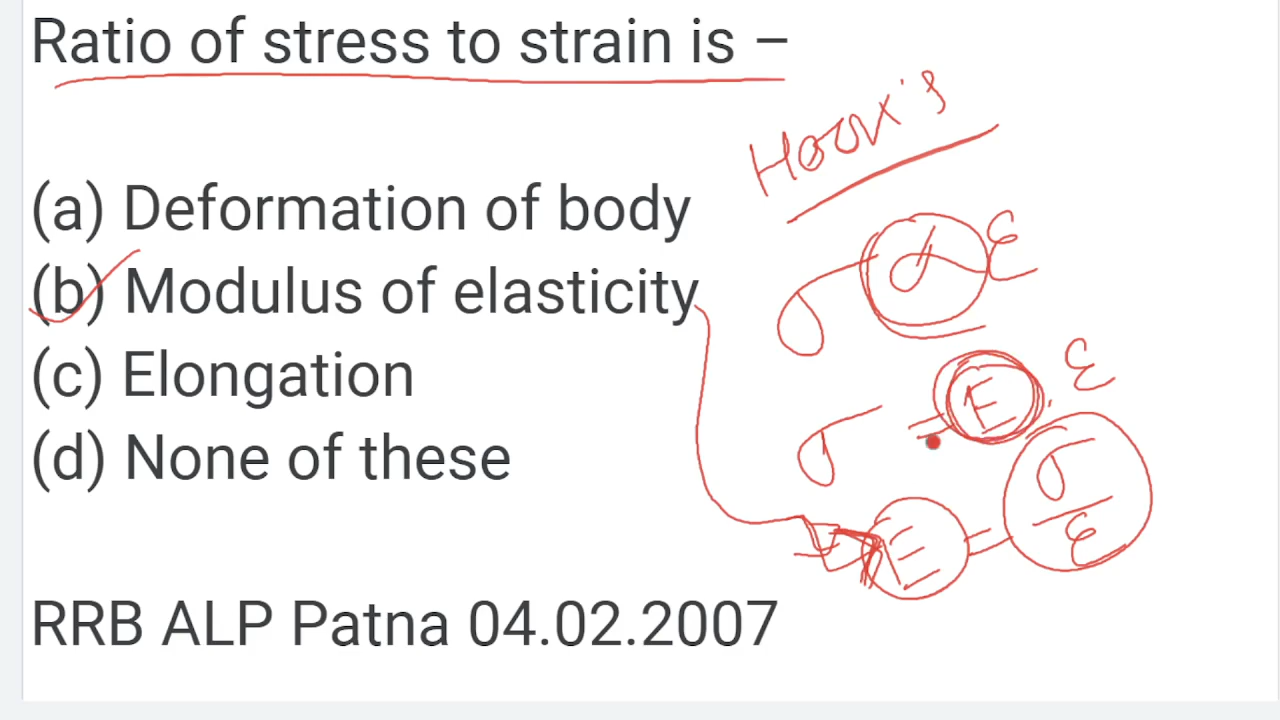 Ratio of stress to strain is –
Hook's
(a) Deformation of body
σ α ε
(b) Modulus of elasticity
(c) Elongation
σ = E . ε
(d) None of these
E = σ / ε
RRB ALP Patna 04.02.2007